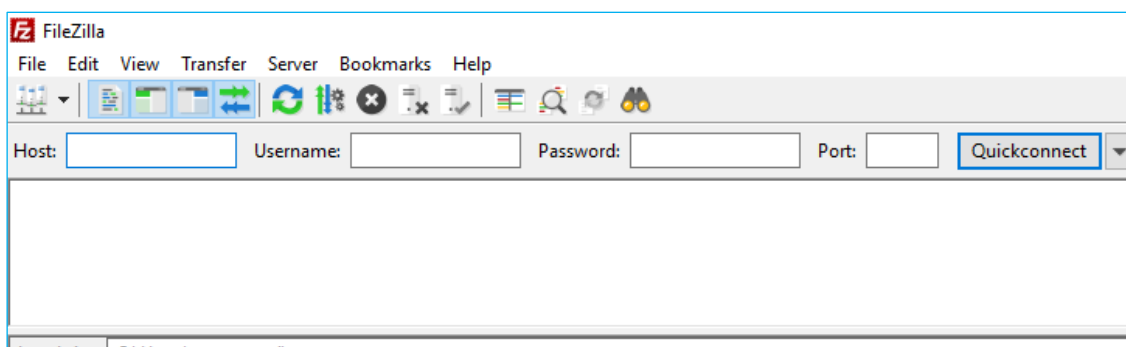 FileZilla
File Edit View Transfer Server Bookmarks Help
Host: Username: Password: Port: Quickconnect